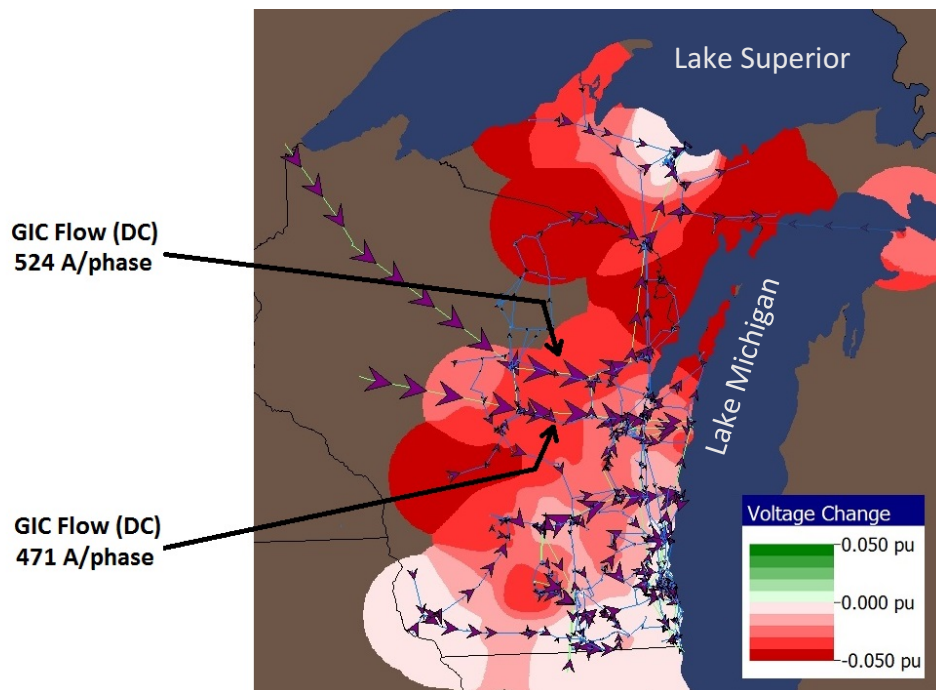 Lake Superior
GIC Flow (DC)
524 A/phase
Lake Michigan
GIC Flow (DC)
471 A/phase
Voltage Change
0.050 pu
-0.000 pu
-0.050 pu